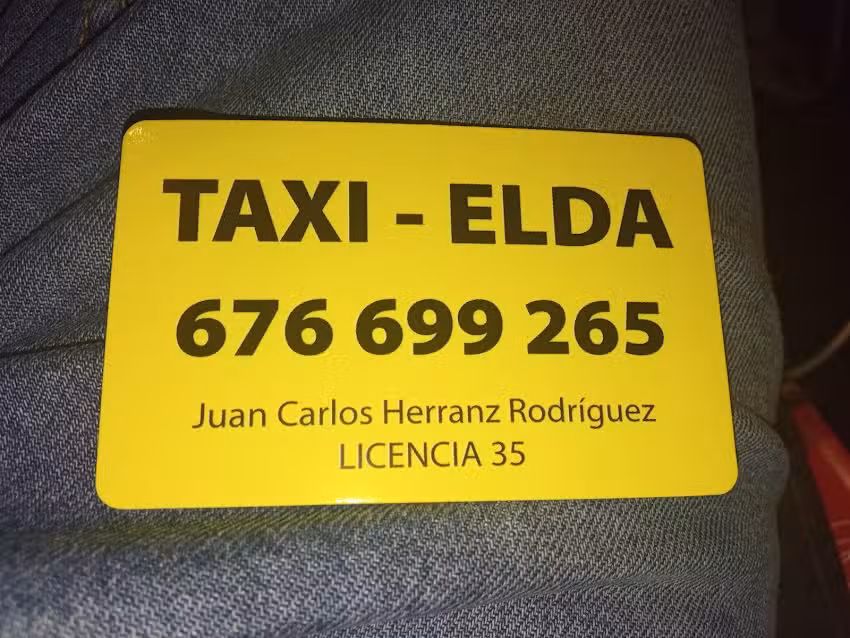 TAXI - ELDA
676 699 265
Juan Carlos Herranz Rodríguez
LICENCIA 35